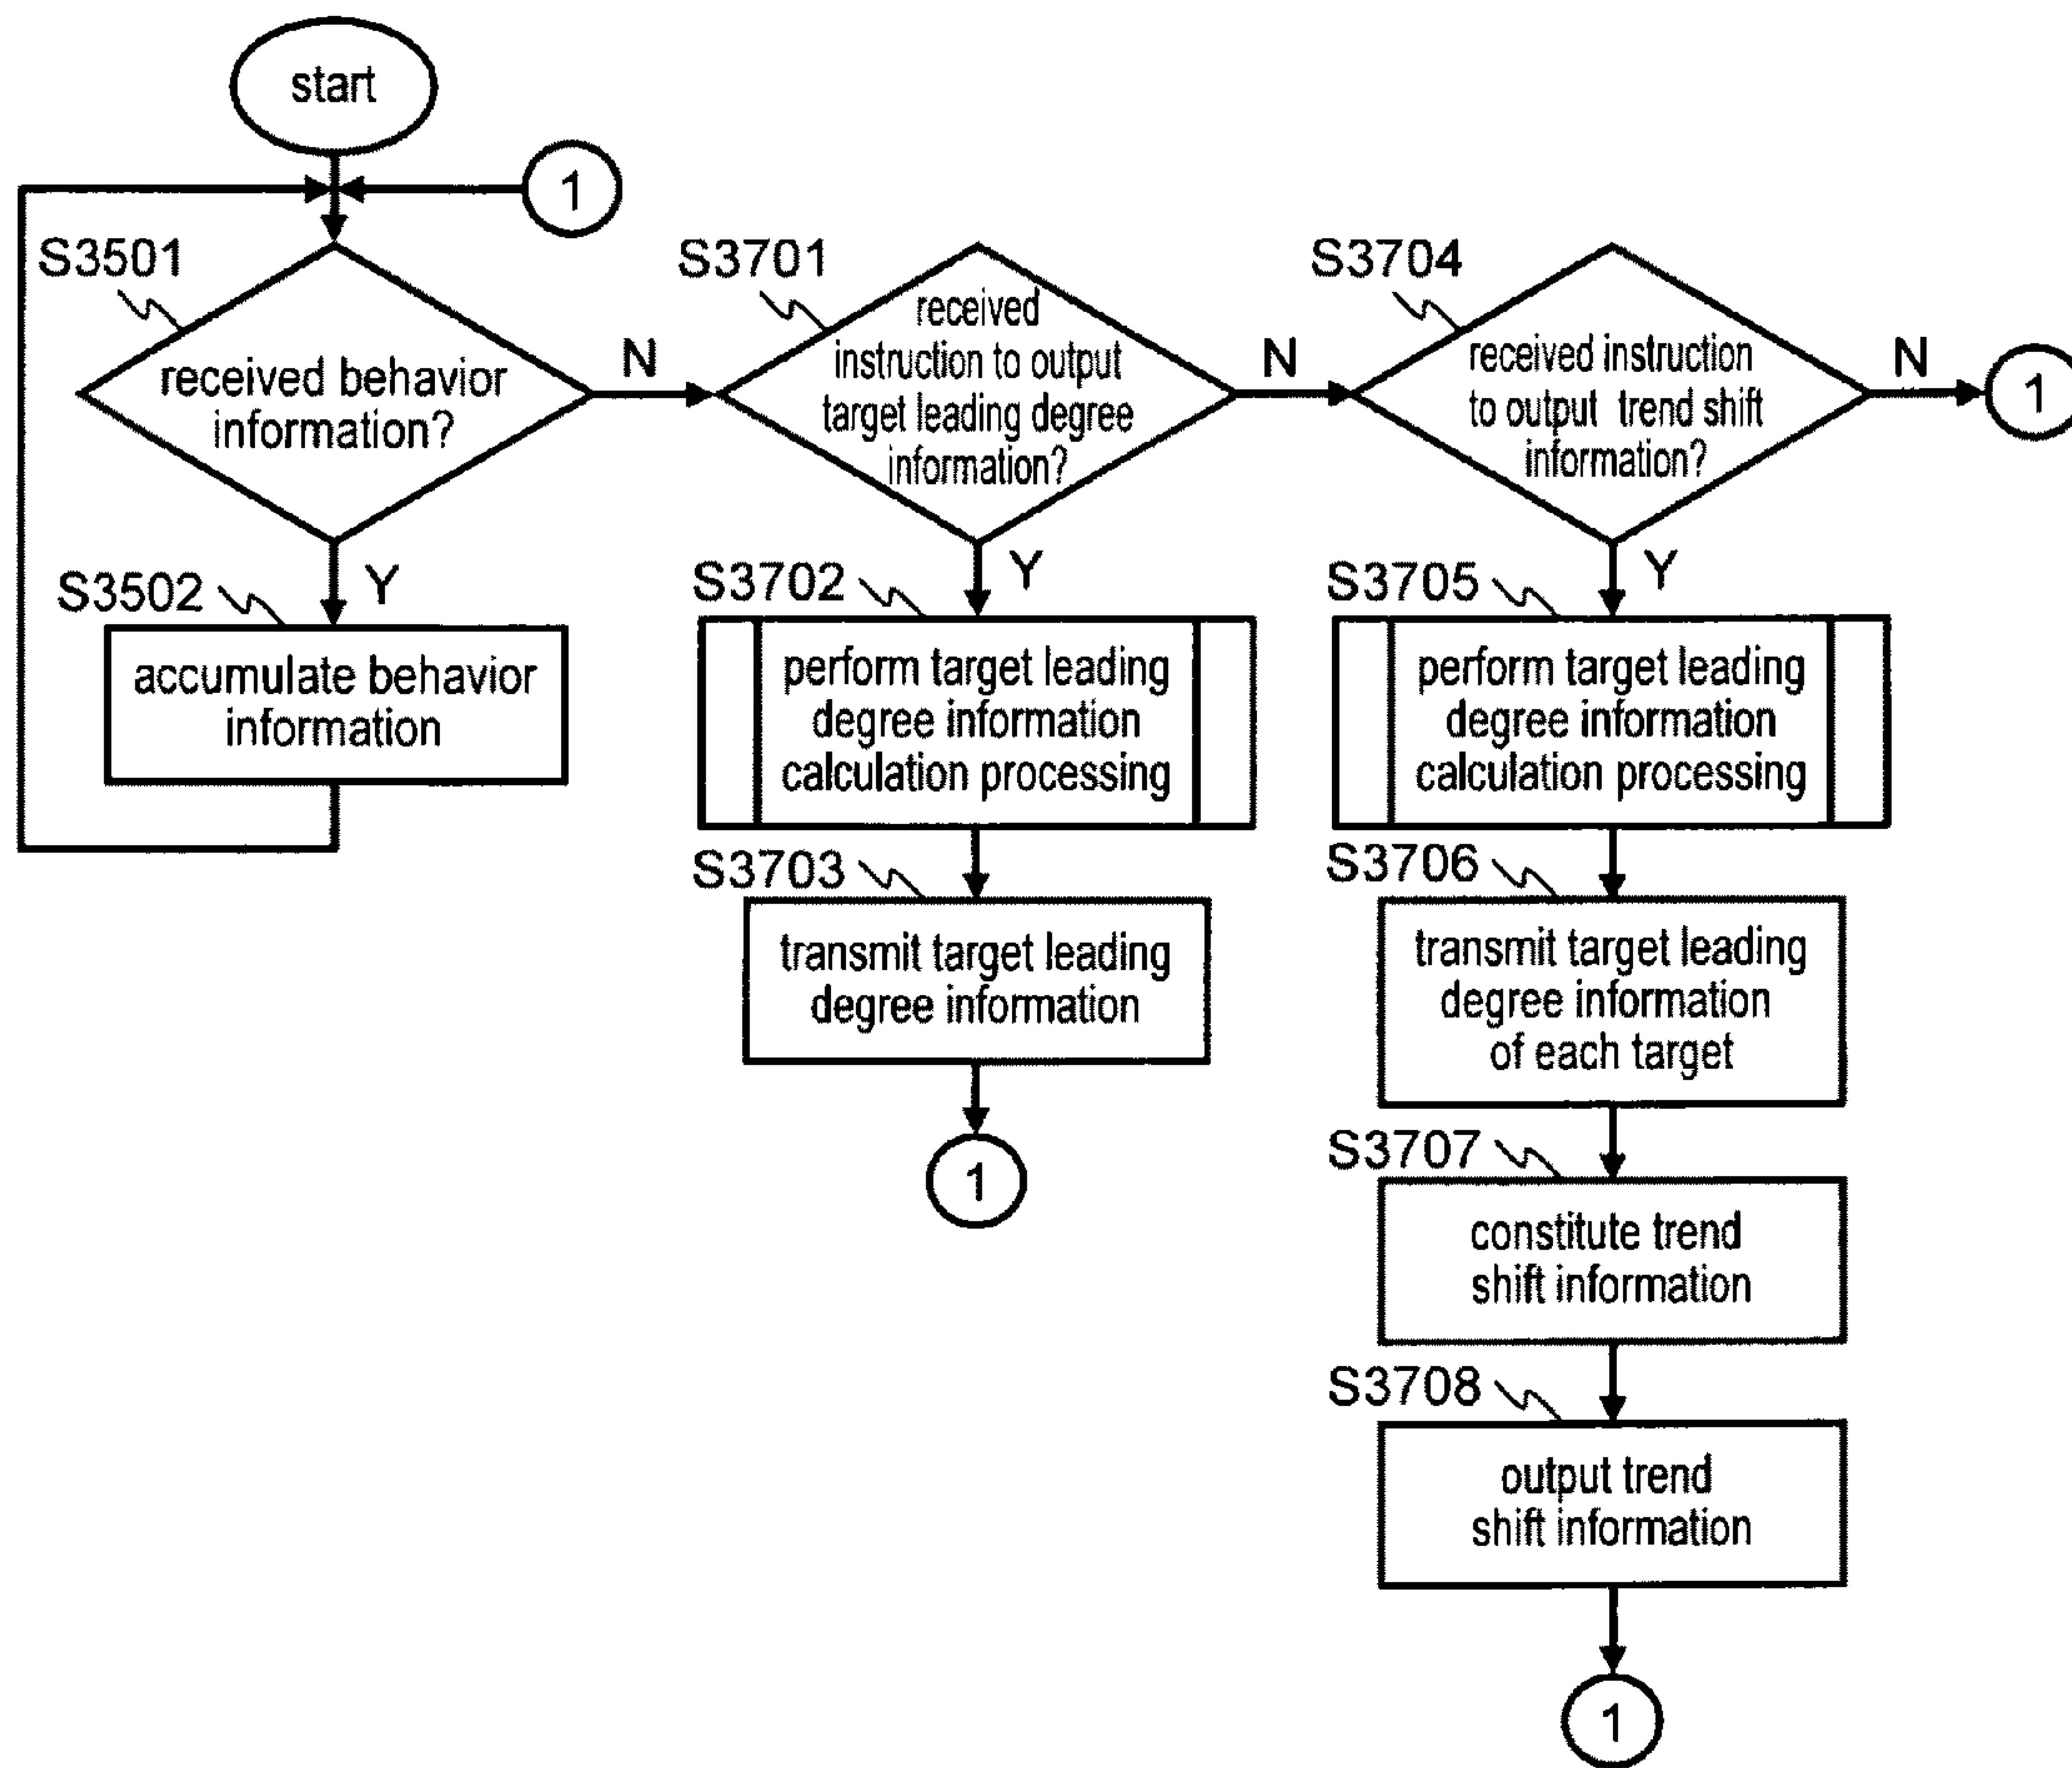 start
1
S3501
received behavior
information?
N
Y
S3502
accumulate behavior
information
S3701
received
instruction to output
target leading degree
information?
N
Y
S3702
perform target leading
degree information
calculation processing
S3703
transmit target leading
degree information
1
S3704
received instruction
to output trend shift
information?
N
1
Y
S3705
perform target leading
degree information
calculation processing
S3706
transmit target leading
degree information
of each target
S3707
constitute trend
shift information
S3708
output trend
shift information
1